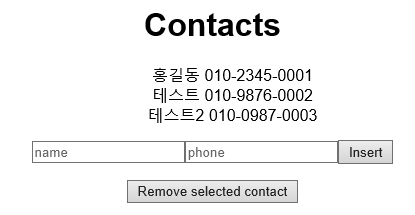 Contacts
홍길동 010-2345-0001
테스트 010-9876-0002
테스트2 010-0987-0003
name phone Insert
Remove selected contact